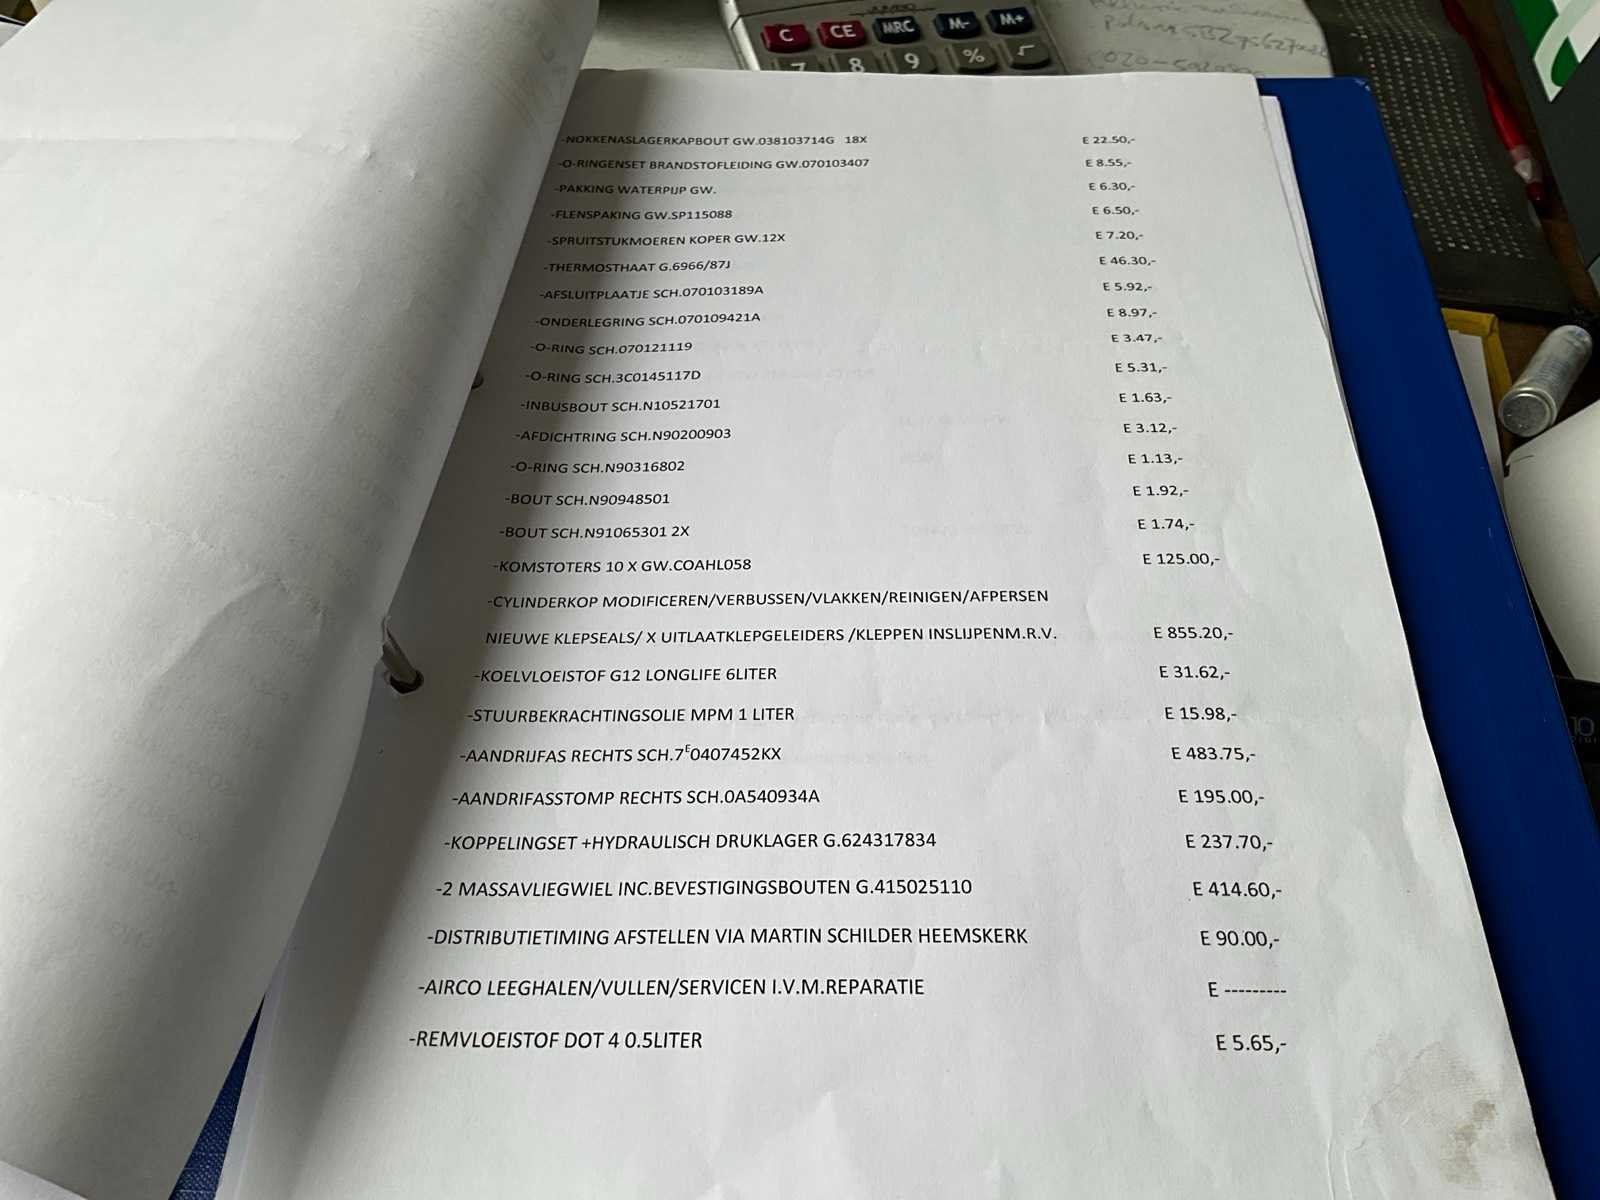 C CE MRC M- M+
7 8 9 % √
-NOKKENASLAGERKAPBOUT GW.038103714G 18X E 22.50,-
-O-RINGENSET BRANDSTOFLEIDING GW.070103407 E 8.55,-
-PAKKING WATERPIJP GW. E 6.30,-
-FLENSPAKING GW.SP115088 E 6.50,-
-SPRUITSTUKMOEREN KOPER GW.12X E 7.20,-
-THERMOSTHAAT G.6966/87J E 46.30,-
-AFSLUITPLAATJE SCH.070103189A E 5.92,-
-ONDERLEGRING SCH.070109421A E 8.97,-
-O-RING SCH.070121119 E 3.47,-
-O-RING SCH.3C0145117D E 5.31,-
-INBUSBOUT SCH.N10521701 E 1.63,-
-AFDICHTRING SCH.N90200903 E 3.12,-
-O-RING SCH.N90316802 E 1.13,-
-BOUT SCH.N90948501 E 1.92,-
-BOUT SCH.N91065301 2X E 1.74,-
-KOMSTOTERS 10 X GW.COAHL058 E 125.00,-
-CYLINDERKOP MODIFICEREN/VERBUSSEN/VLAKKEN/REINIGEN/AFPERSEN
NIEUWE KLEPSEALS/ X UITLAATKLEPGELEIDERS /KLEPPEN INSLIJPENM.R.V. E 855.20,-
-KOELVLOEISTOF G12 LONGLIFE 6LITER E 31.62,-
-STUURBEKRACHTINGSOLIE MPM 1 LITER E 15.98,-
-AANDRIJFAS RECHTS SCH.7E0407452KX E 483.75,-
-AANDRIFASSTOMP RECHTS SCH.0A540934A E 195.00,-
-KOPPELINGSET +HYDRAULISCH DRUKLAGER G.624317834 E 237.70,-
-2 MASSAVLIEGWIEL INC.BEVESTIGINGSBOUTEN G.415025110 E 414.60,-
-DISTRIBUTIETIMING AFSTELLEN VIA MARTIN SCHILDER HEEMSKERK E 90.00,-
-AIRCO LEEGHALEN/VULLEN/SERVICEN I.V.M.REPARATIE E ---------
-REMVLOEISTOF DOT 4 0.5LITER E 5.65,-